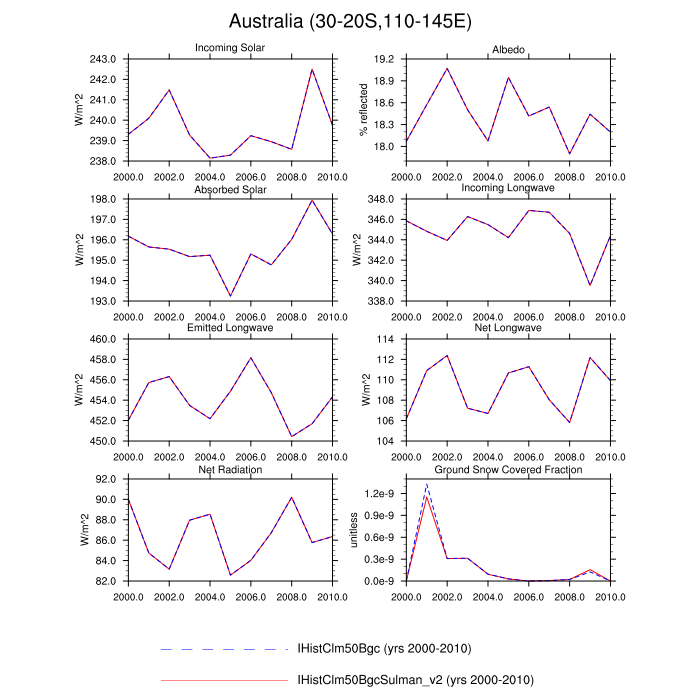 Australia (30-20S,110-145E)
Incoming Solar
W/m^2
243.0
242.0
241.0
240.0
239.0
238.0
2000.0 2002.0 2004.0 2006.0 2008.0 2010.0
Albedo
% reflected
19.2
18.9
18.6
18.3
18.0
2000.0 2002.0 2004.0 2006.0 2008.0 2010.0
Absorbed Solar
W/m^2
198.0
197.0
196.0
195.0
194.0
193.0
2000.0 2002.0 2004.0 2006.0 2008.0 2010.0
Incoming Longwave
W/m^2
348.0
346.0
344.0
342.0
340.0
338.0
2000.0 2002.0 2004.0 2006.0 2008.0 2010.0
Emitted Longwave
W/m^2
460.0
458.0
456.0
454.0
452.0
450.0
2000.0 2002.0 2004.0 2006.0 2008.0 2010.0
Net Longwave
W/m^2
114
112
110
108
106
104
2000.0 2002.0 2004.0 2006.0 2008.0 2010.0
Net Radiation
W/m^2
92.0
90.0
88.0
86.0
84.0
82.0
2000.0 2002.0 2004.0 2006.0 2008.0 2010.0
Ground Snow Covered Fraction
unitless
1.2e-9
0.9e-9
0.6e-9
0.3e-9
0.0e-9
2000.0 2002.0 2004.0 2006.0 2008.0 2010.0
IHistClm50Bgc (yrs 2000-2010)
IHistClm50BgcSulman_v2 (yrs 2000-2010)